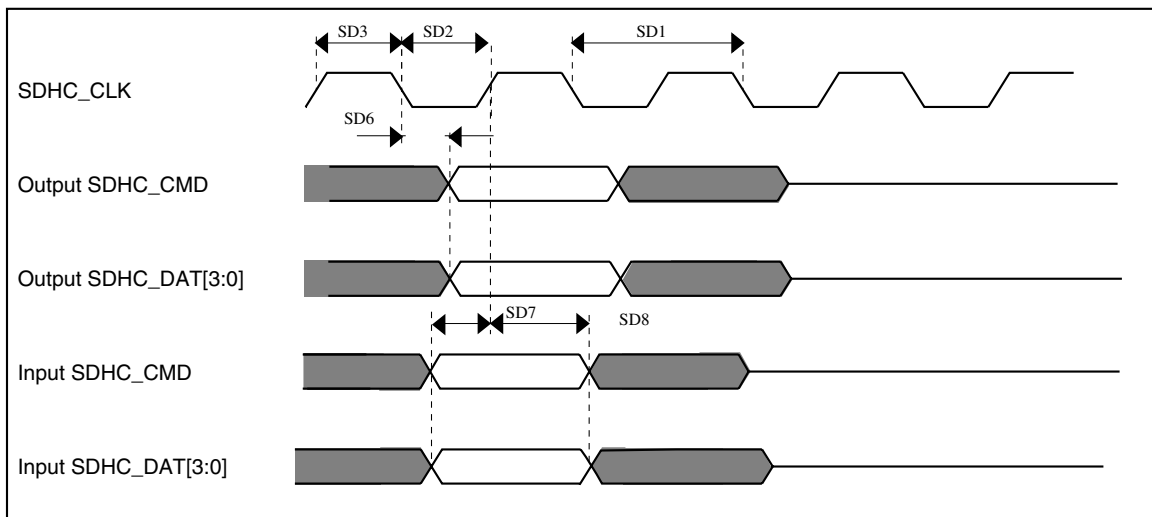 SD3
SD2
SD1
SDHC_CLK
SD6
Output SDHC_CMD
Output SDHC_DAT[3:0]
SD7
SD8
Input SDHC_CMD
Input SDHC_DAT[3:0]